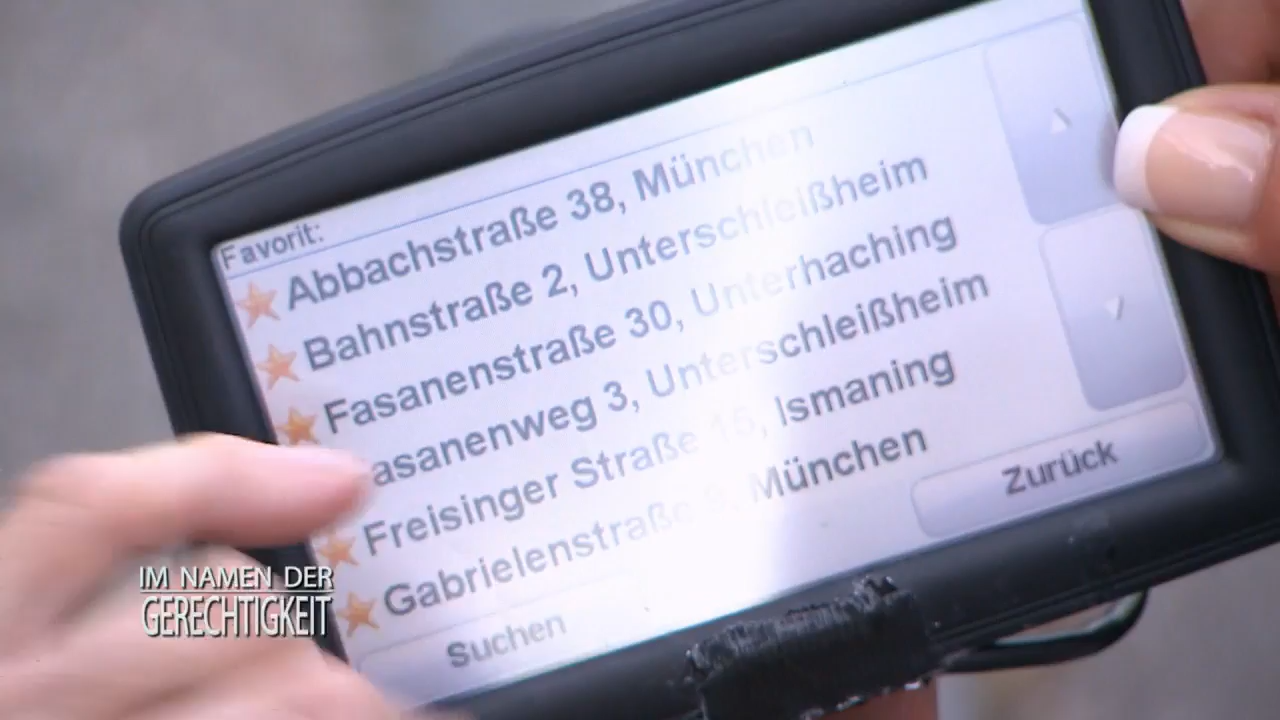 Favorit:
Abbachstraße 38, München
Bahnstraße 2, Unterschleißheim
Fasanenstraße 30, Unterhaching
asanenweg 3, Unterschleißheim
Freisinger Straße 15, Ismaning
Gabrielenstraße München
Zurück
Suchen
IM NAMEN DER
GERECHTIGKEIT